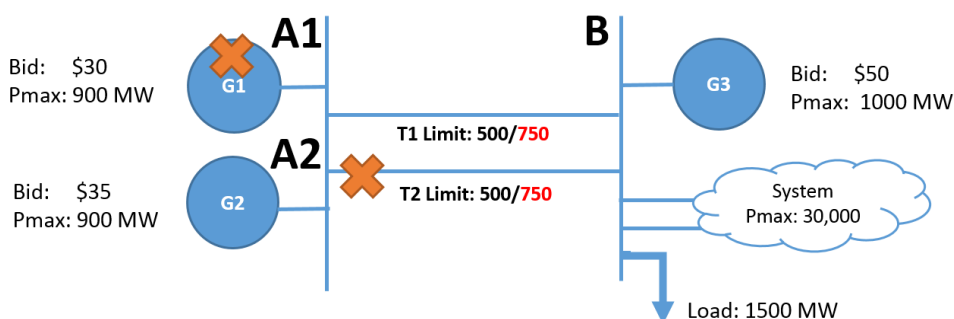 A1
B
Bid: $30
Pmax: 900 MW
G1
G3
Bid: $50
Pmax: 1000 MW
T1 Limit: 500/750
A2
Bid: $35
Pmax: 900 MW
G2
T2 Limit: 500/750
System
Pmax: 30,000
Load: 1500 MW